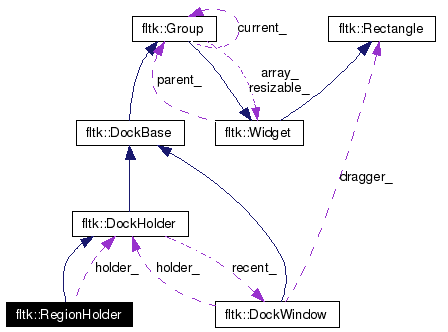 fltk::Group
current_
fltk::Rectangle
parent_
array_
resizable_
fltk::DockBase
fltk::Widget
dragger_
fltk::DockHolder
holder_
holder_
recent_
fltk::RegionHolder
fltk::DockWindow